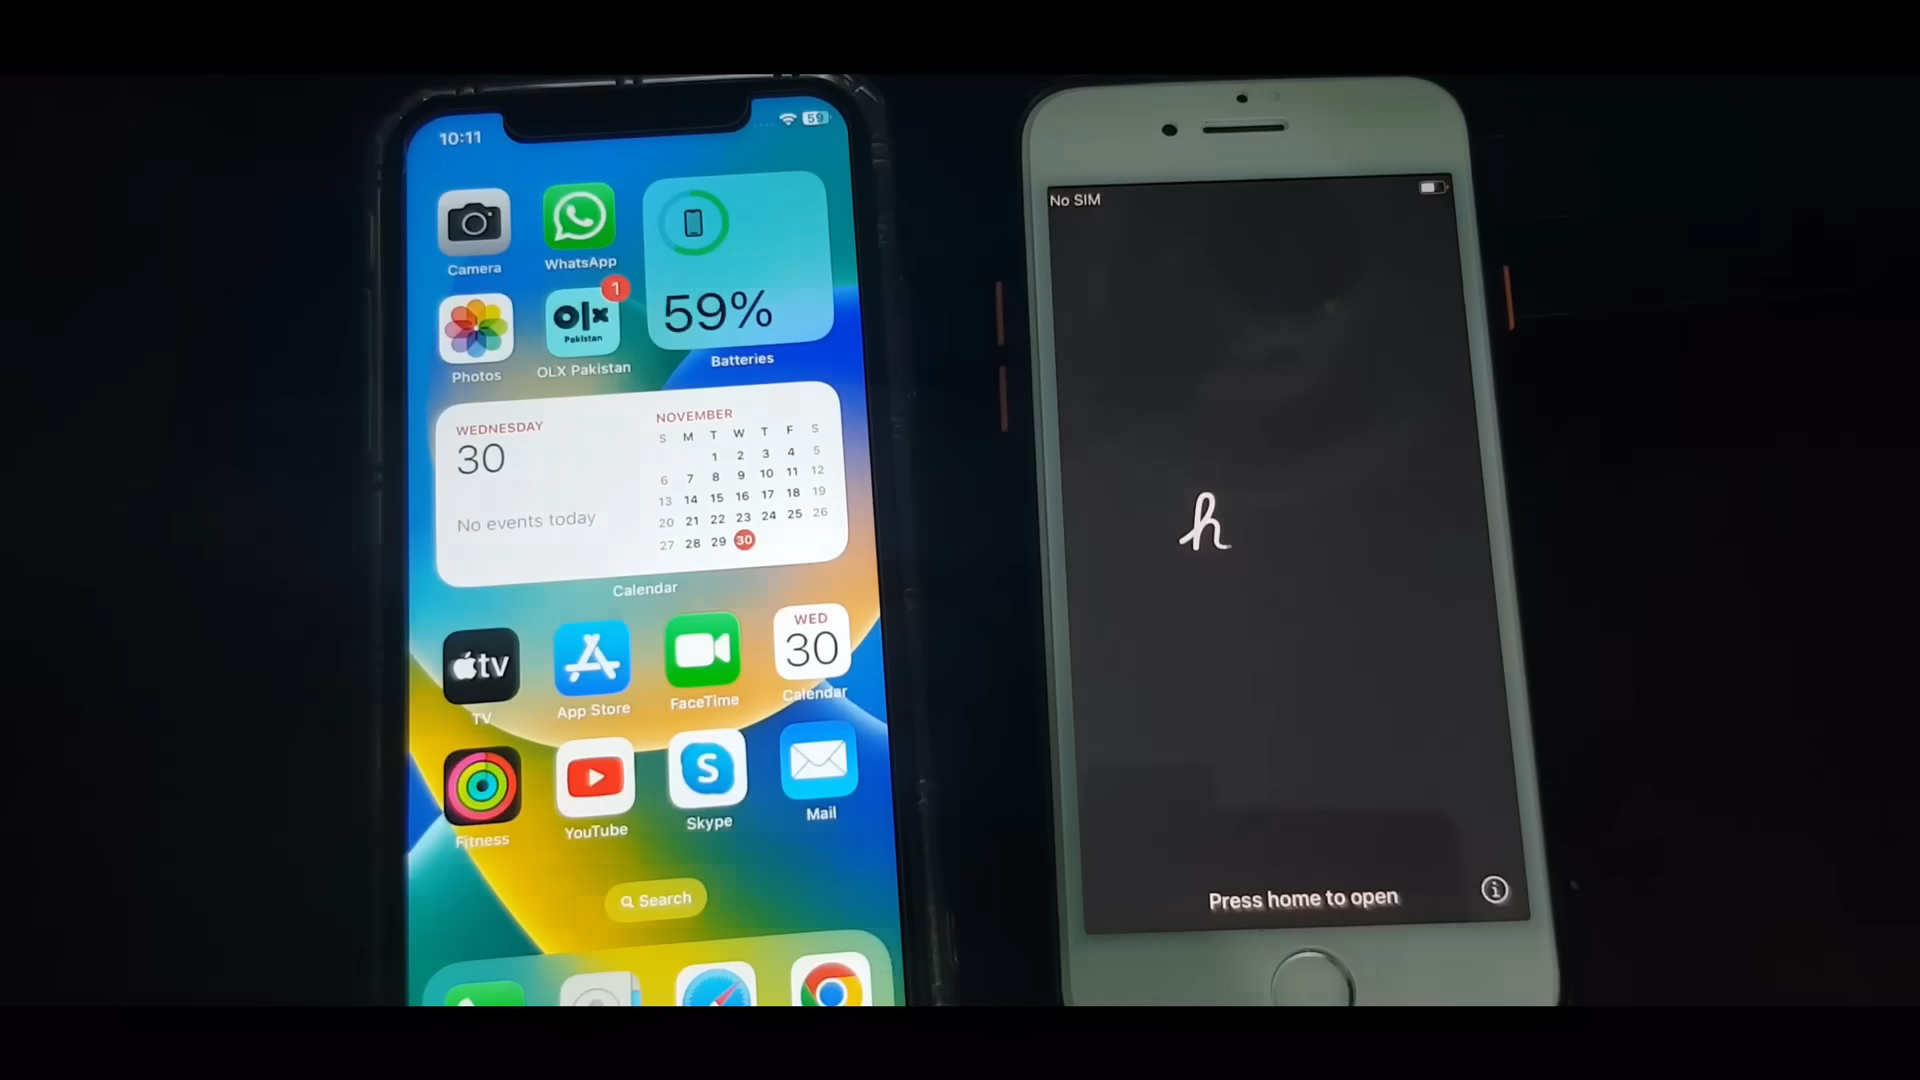 10:11
59
Camera
WhatsApp
59%
Batteries
Photos
1
olx
Pakistan
OLX Pakistan
WEDNESDAY
30
No events today
NOVEMBER
S M T W T F S
1 2 3 4 5
6 7 8 9 10 11 12
13 14 15 16 17 18 19
20 21 22 23 24 25 26
27 28 29 30
Calendar
tv
TV
App Store
FaceTime
WED
30
Calendar
Fitness
YouTube
S
Skype
Mail
Search
No SIM
h
Press home to open
i